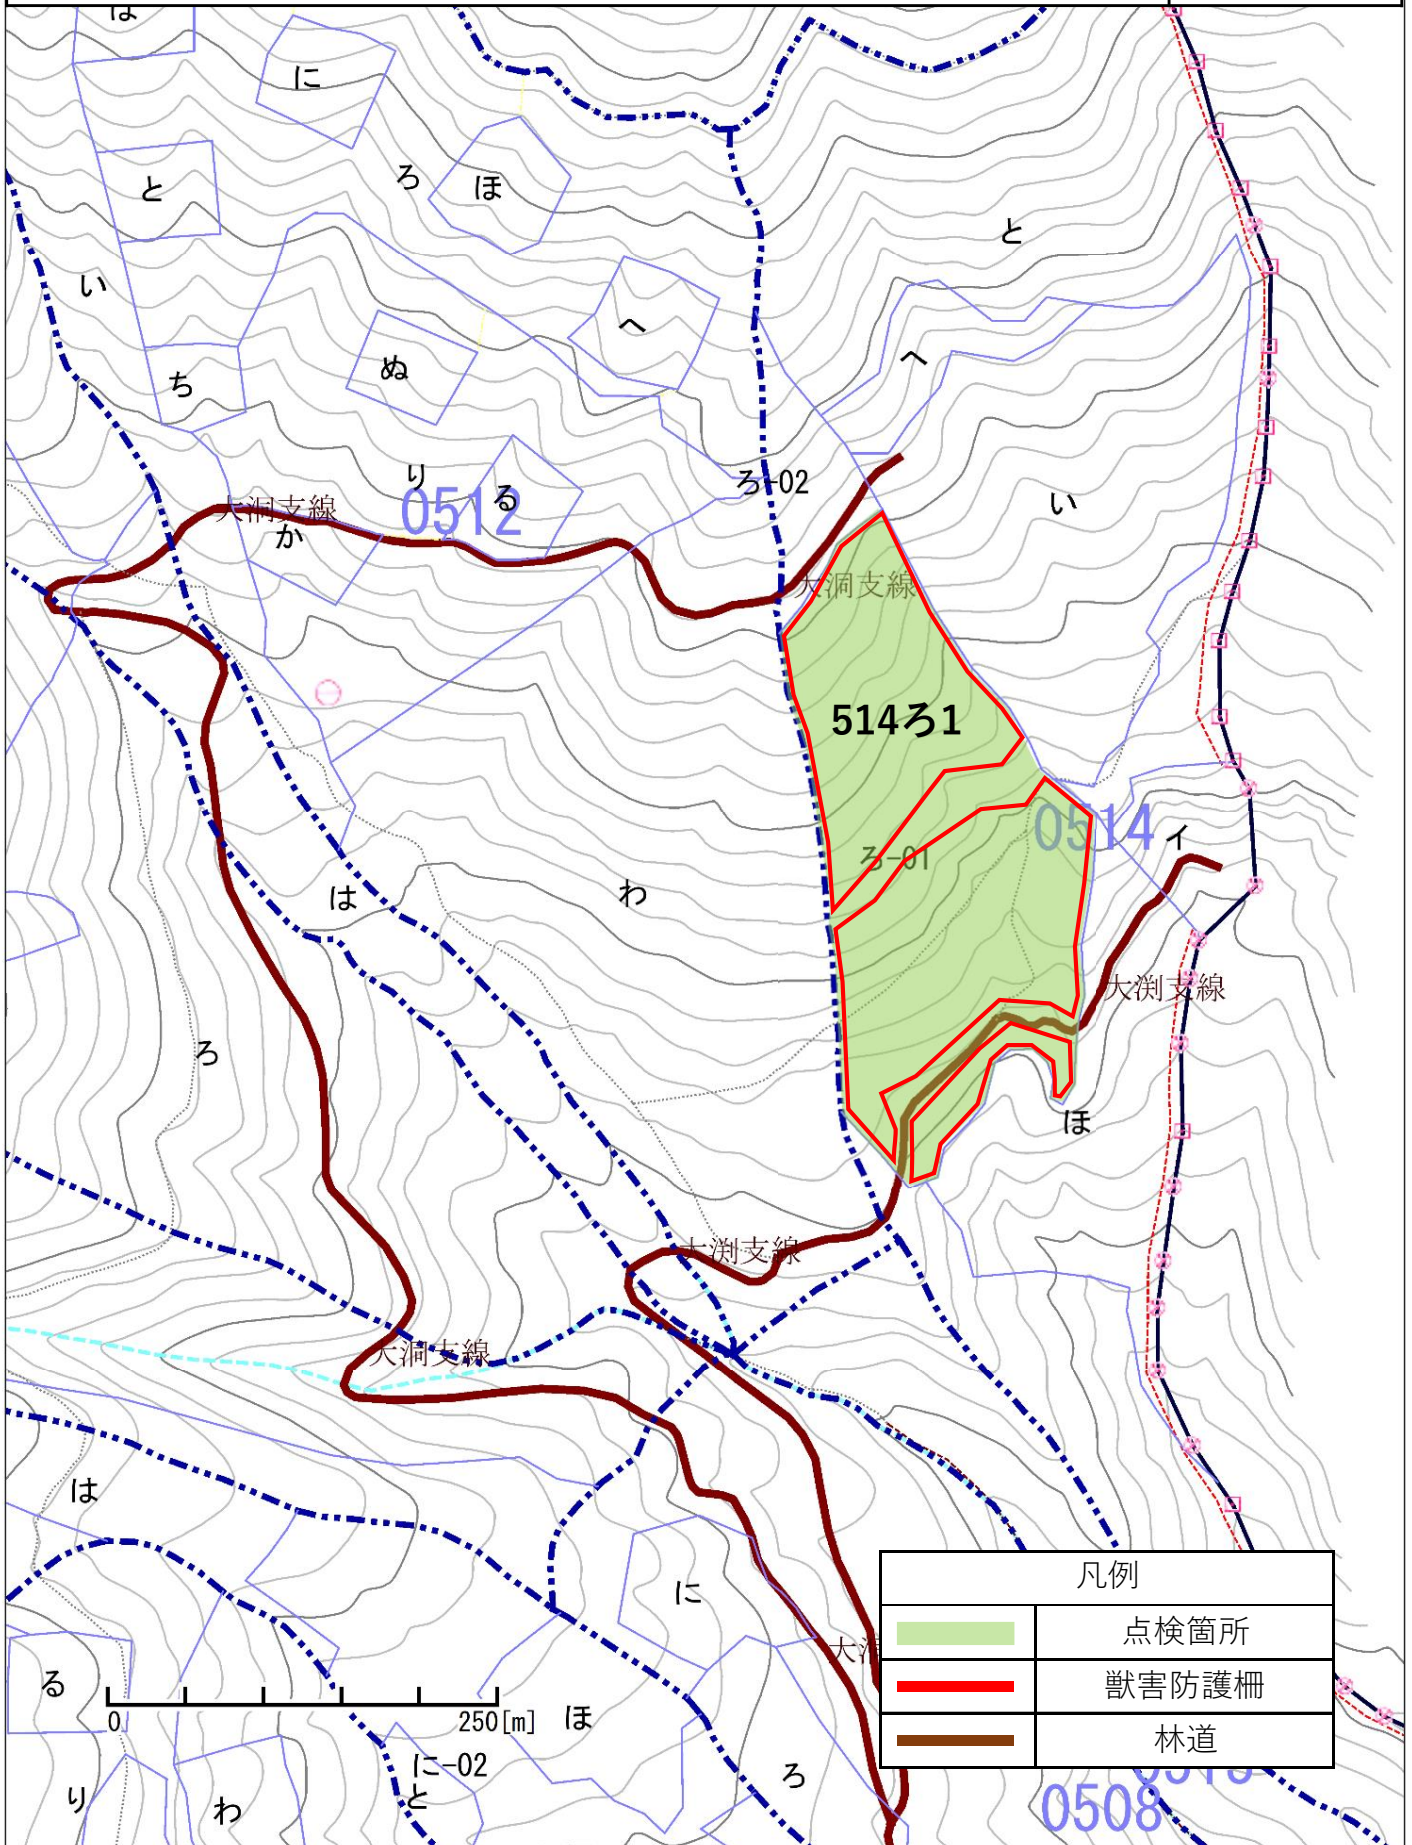 は
に
と
ろ
ほ
と
い
へ
ぬ
へ
ち
り
る
0512
ろ-02
い
大洞支線
か
大洞支線
514ろ1
0514
イ
ろ-01
は
わ
大渕支線
ろ
ほ
大渕支線
大洞支線
は
に
大洞
る
0
250[m]
ほ
に-02
と
ろ
り
わ
凡例
点検箇所
獣害防護柵
林道
0513
0508